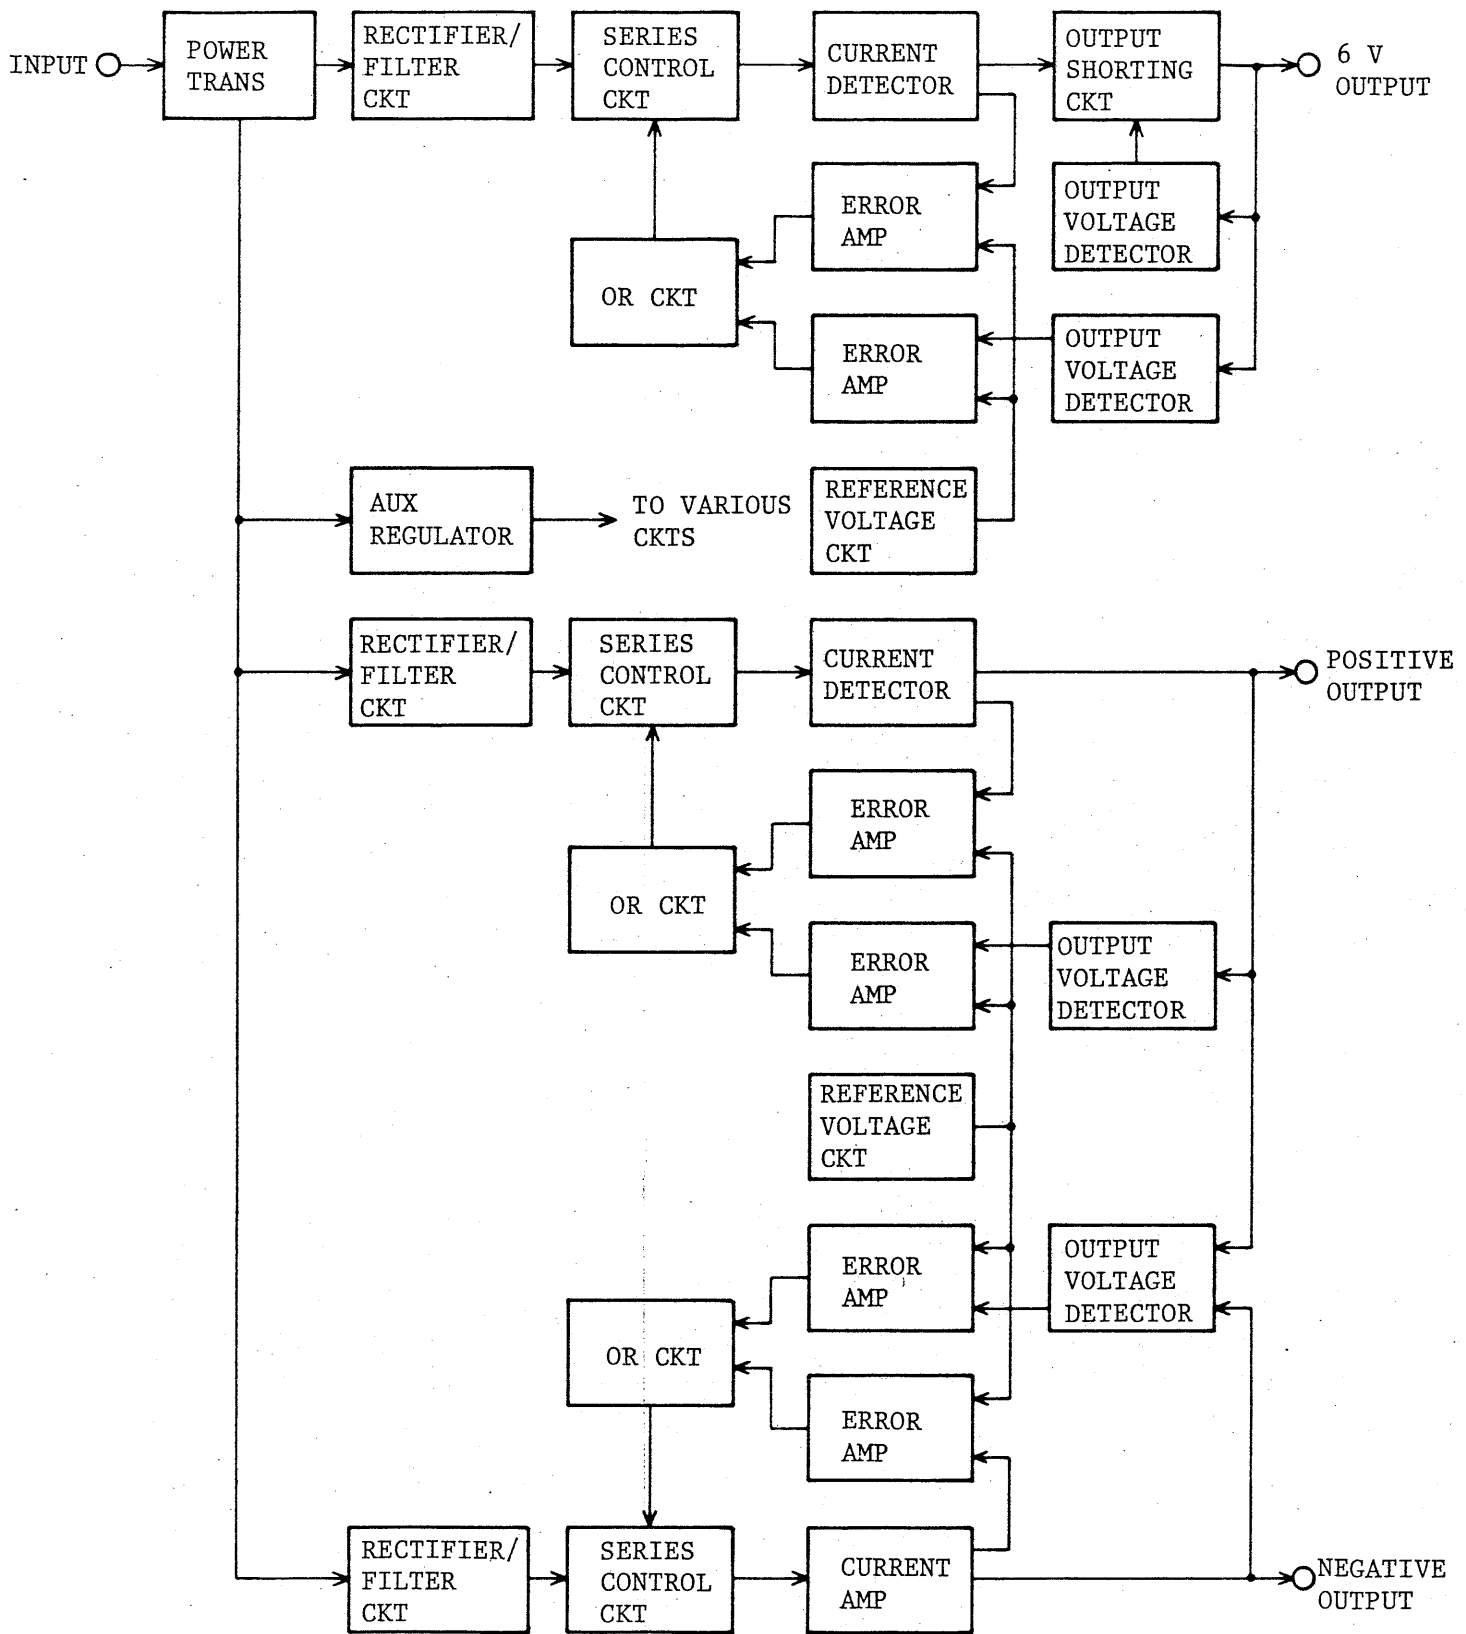 INPUT
POWER
TRANS
RECTIFIER/
FILTER
CKT
SERIES
CONTROL
CKT
CURRENT
DETECTOR
OUTPUT
SHORTING
CKT
6 V
OUTPUT
ERROR
AMP
OUTPUT
VOLTAGE
DETECTOR
OR CKT
ERROR
AMP
OUTPUT
VOLTAGE
DETECTOR
AUX
REGULATOR
TO VARIOUS
CKTS
REFERENCE
VOLTAGE
CKT
RECTIFIER/
FILTER
CKT
SERIES
CONTROL
CKT
CURRENT
DETECTOR
POSITIVE
OUTPUT
ERROR
AMP
OR CKT
ERROR
AMP
OUTPUT
VOLTAGE
DETECTOR
REFERENCE
VOLTAGE
CKT
ERROR
AMP
OUTPUT
VOLTAGE
DETECTOR
OR CKT
ERROR
AMP
RECTIFIER/
FILTER
CKT
SERIES
CONTROL
CKT
CURRENT
AMP
NEGATIVE
OUTPUT